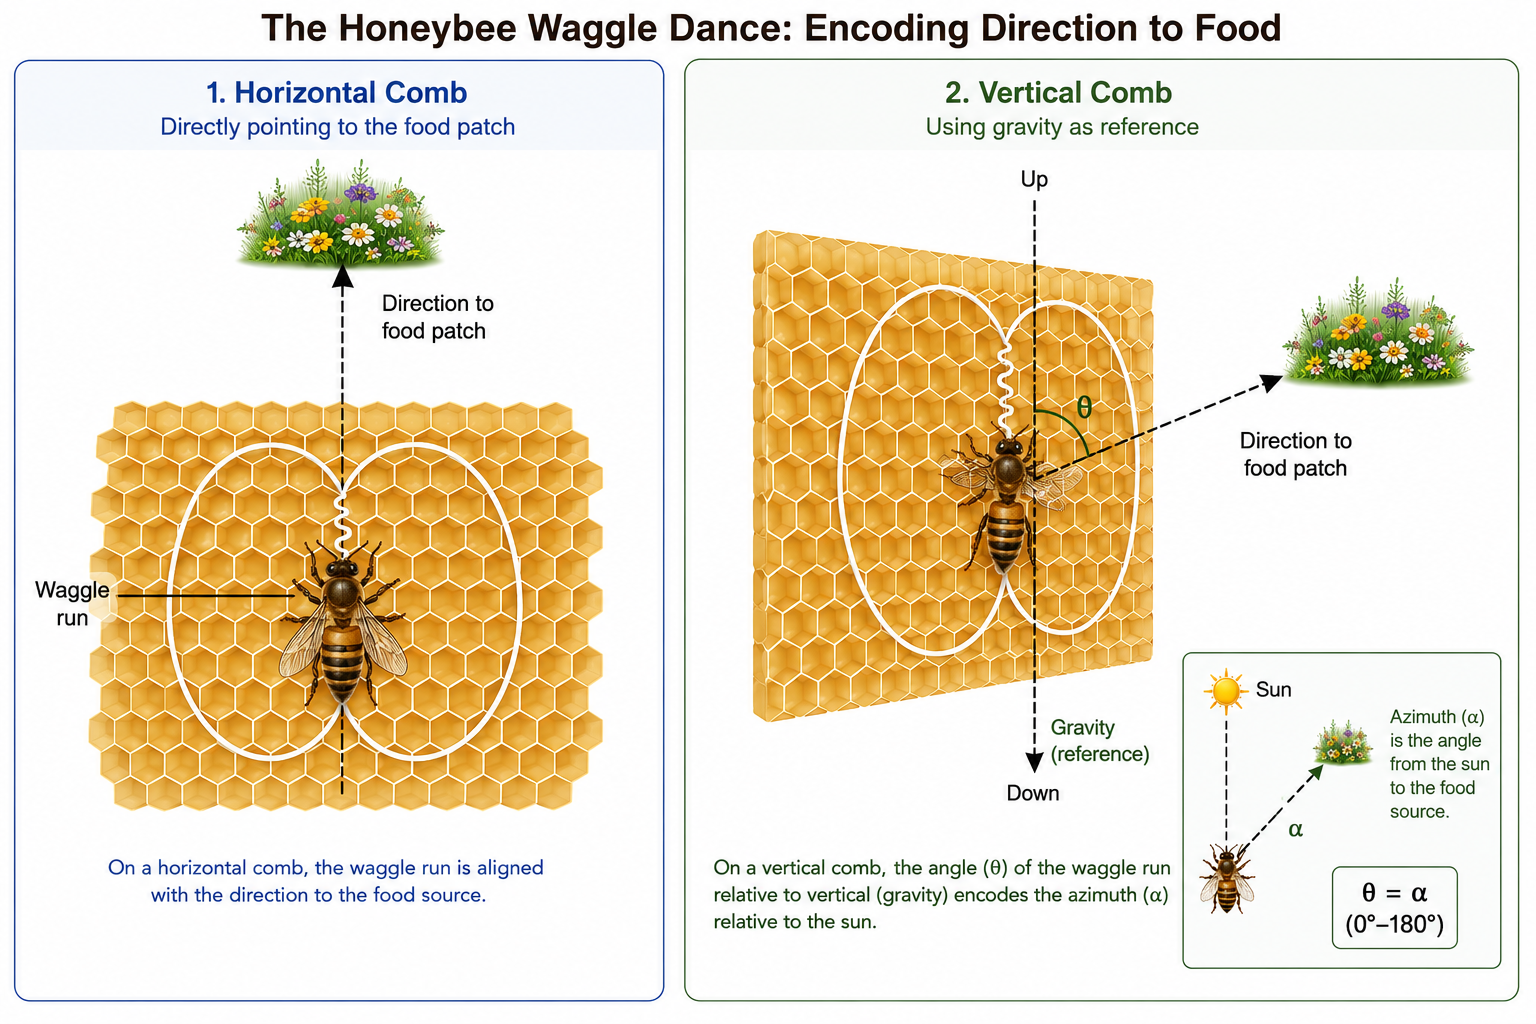 The Honeybee Waggle Dance: Encoding Direction to Food
1. Horizontal Comb
Directly pointing to the food patch
Direction to
food patch
Waggle
run
On a horizontal comb, the waggle run is aligned
with the direction to the food source.
2. Vertical Comb
Using gravity as reference
Up
θ
Direction to
food patch
Gravity
(reference)
Down
On a vertical comb, the angle (θ) of the waggle run
relative to vertical (gravity) encodes the azimuth (α)
relative to the sun.
Sun
Azimuth (α)
is the angle
from the sun
to the food
source.
α
θ = α
(0°–180°)